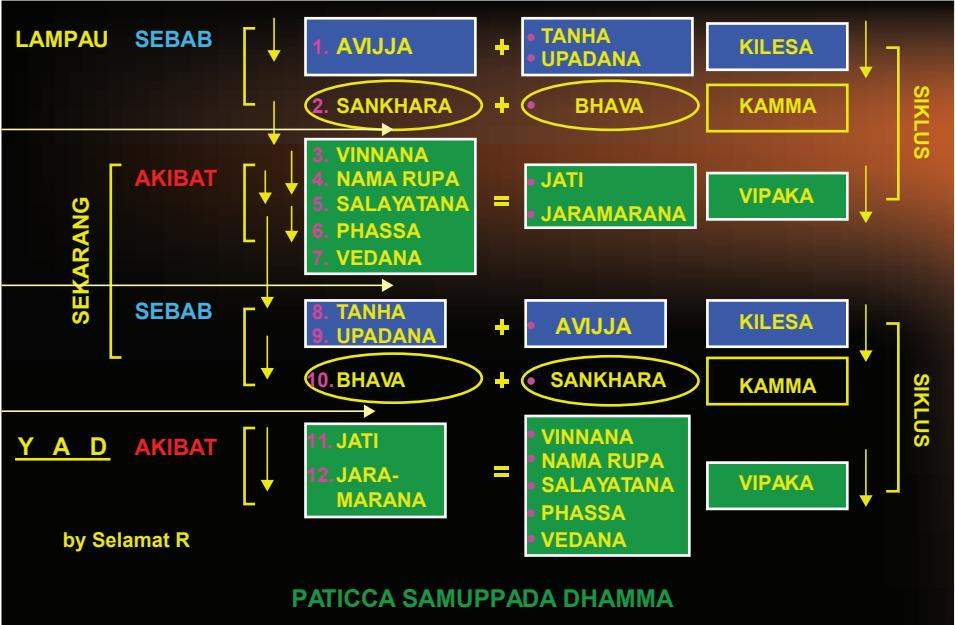 LAMPAU SEBAB
1. AVIJJA + • TANHA
• UPADANA
KILESA
2. SANKHARA + • BHAVA KAMMA
SIKLUS
SEKARANG
AKIBAT
3. VINNANA
4. NAMA RUPA
5. SALAYATANA
6. PHASSA
7. VEDANA
=
• JATI
• JARAMARANA
VIPAKA
SEBAB
8. TANHA
9. UPADANA
+ • AVIJJA KILESA
10. BHAVA + • SANKHARA KAMMA
SIKLUS
Y A D AKIBAT
11. JATI
12. JARA-
MARANA
=
• VINNANA
• NAMA RUPA
• SALAYATANA
• PHASSA
• VEDANA
VIPAKA
by Selamat R
PATICCA SAMUPPADA DHAMMA